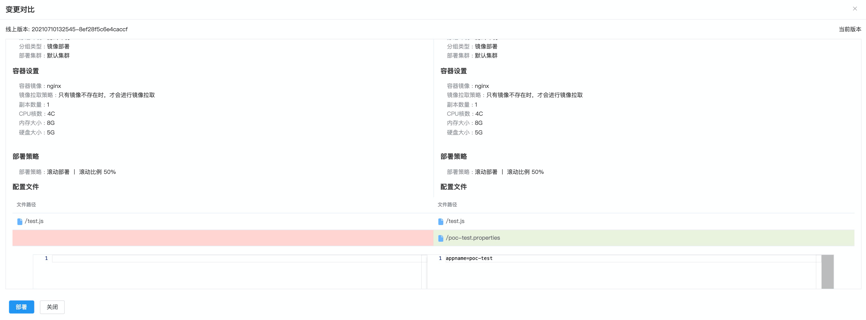 变更对比
线上版本: 20210710132545-8ef28f5c6e4caccf
当前版本
分组类型 : 镜像部署
部署集群 : 默认集群
容器设置
容器镜像 : nginx
镜像拉取策略 : 只有镜像不存在时，才会进行镜像拉取
副本数量 : 1
CPU核数 : 4C
内存大小 : 8G
硬盘大小 : 5G
部署策略
部署策略 : 滚动部署 | 滚动比例 50%
配置文件
文件路径
/test.js
1
分组类型 : 镜像部署
部署集群 : 默认集群
容器设置
容器镜像 : nginx
镜像拉取策略 : 只有镜像不存在时，才会进行镜像拉取
副本数量 : 1
CPU核数 : 4C
内存大小 : 8G
硬盘大小 : 5G
部署策略
部署策略 : 滚动部署 | 滚动比例 50%
配置文件
文件路径
/test.js
/poc-test.properties
1 appname=poc-test
部署
关闭